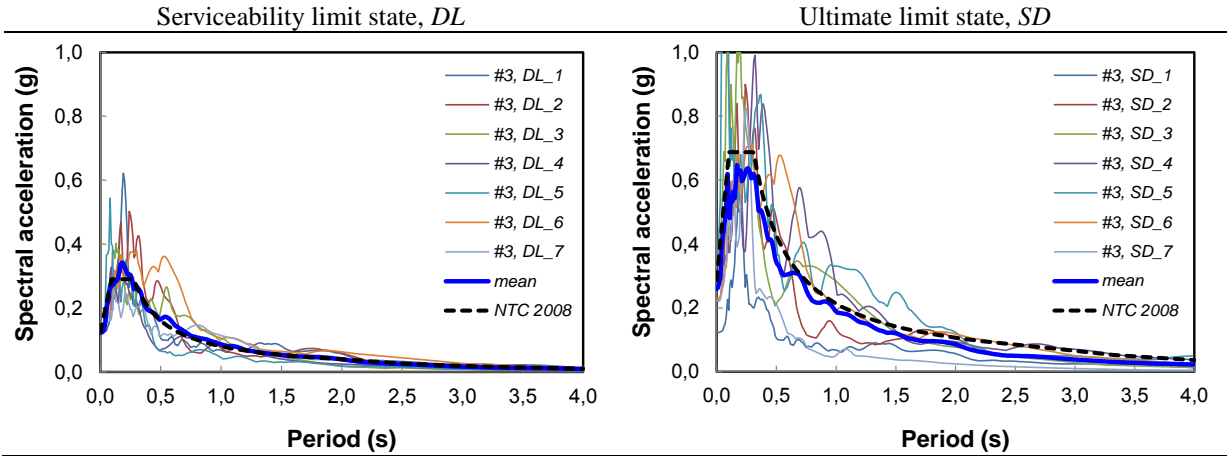 Serviceability limit state, DL
Ultimate limit state, SD
Spectral acceleration (g)
1,0
0,8
0,6
0,4
0,2
0,0
#3, DL_1
#3, DL_2
#3, DL_3
#3, DL_4
#3, DL_5
#3, DL_6
#3, DL_7
mean
NTC 2008
0,0 0,5 1,0 1,5 2,0 2,5 3,0 3,5 4,0
Period (s)
Spectral acceleration (g)
1,0
0,8
0,6
0,4
0,2
0,0
#3, SD_1
#3, SD_2
#3, SD_3
#3, SD_4
#3, SD_5
#3, SD_6
#3, SD_7
mean
NTC 2008
0,0 0,5 1,0 1,5 2,0 2,5 3,0 3,5 4,0
Period (s)